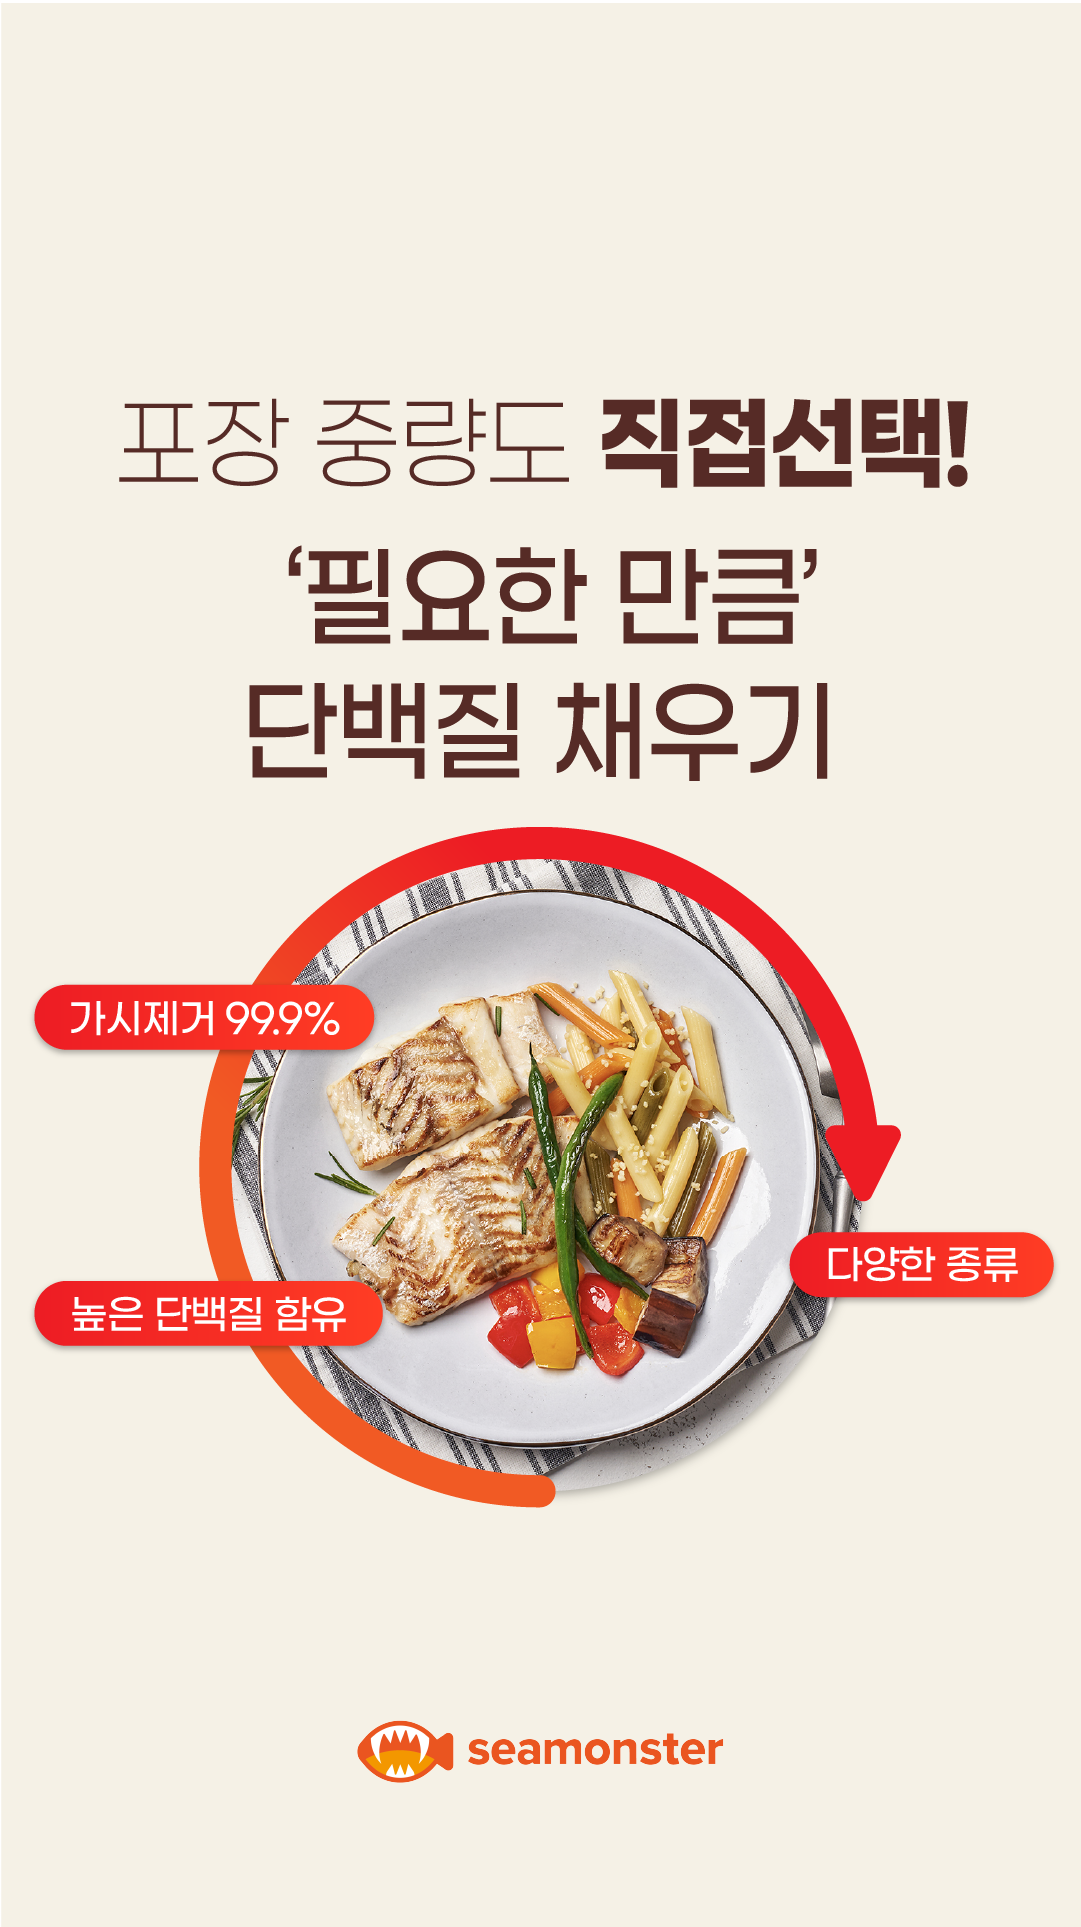 포장 중량도 직접선택!
‘필요한 만큼’
단백질 채우기
가시제거 99.9%
다양한 종류
높은 단백질 함유
seamonster